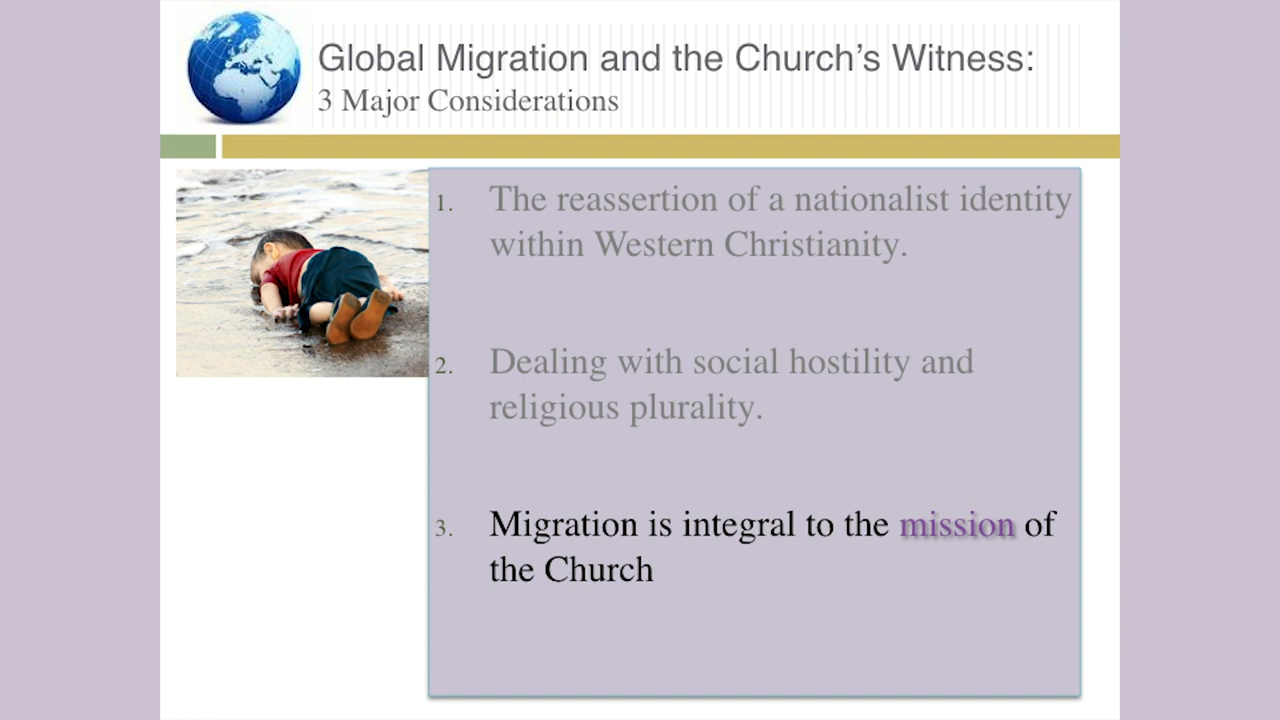 Global Migration and the Church’s Witness:
3 Major Considerations
1. The reassertion of a nationalist identity
within Western Christianity.
2. Dealing with social hostility and
religious plurality.
3. Migration is integral to the mission of
the Church